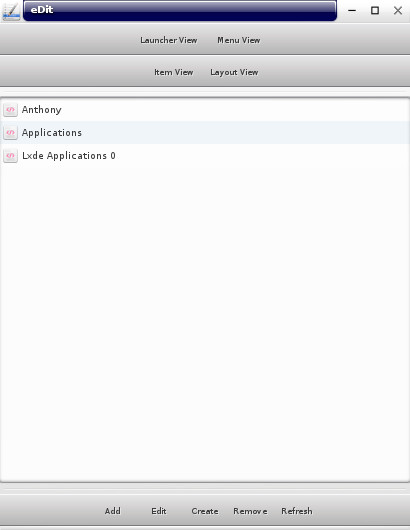 eDit
Launcher View Menu View
Item View Layout View
Anthony
Applications
Lxde Applications 0
Add Edit Create Remove Refresh